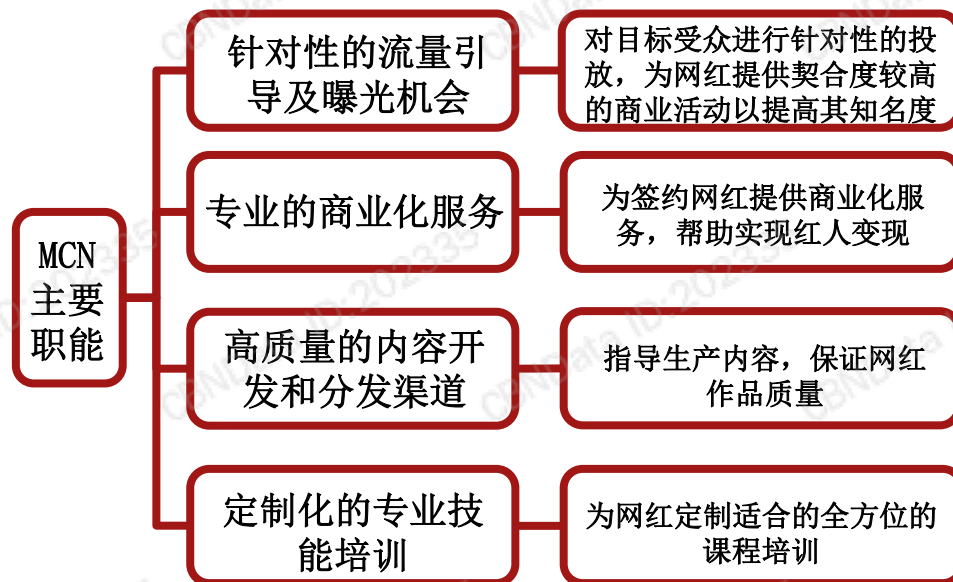 MCN
主要
职能
针对性的流量引
导及曝光机会
对目标受众进行针对性的投
放，为网红提供契合度较高
的商业活动以提高其知名度
专业的商业化服务
为签约网红提供商业化服
务，帮助实现红人变现
高质量的内容开
发和分发渠道
指导生产内容，保证网红
作品质量
定制化的专业技
能培训
为网红定制适合的全方位的
课程培训
CBNData ID:202335